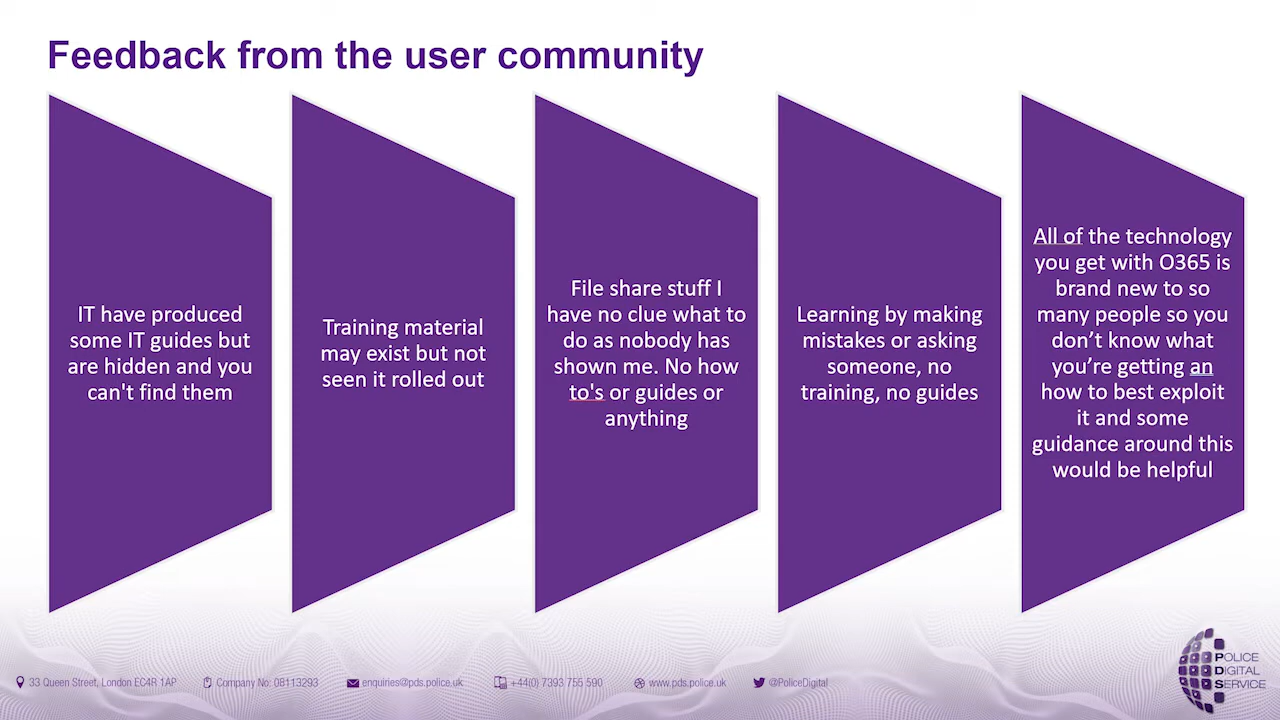 Feedback from the user community
IT have produced
some IT guides but
are hidden and you
can't find them
Training material
may exist but not
seen it rolled out
File share stuff I
have no clue what to
do as nobody has
shown me. No how
to's or guides or
anything
Learning by making
mistakes or asking
someone, no
training, no guides
All of the technology
you get with O365 is
brand new to so
many people so you
don’t know what
you’re getting an
how to best exploit
it and some
guidance around this
would be helpful
33 Queen Street, London EC4R 1AP
Company No: 08113293
enquiries@pds.police.uk
+44(0) 7393 755 590
www.pds.police.uk
@PoliceDigital
POLICE
DIGITAL
SERVICE